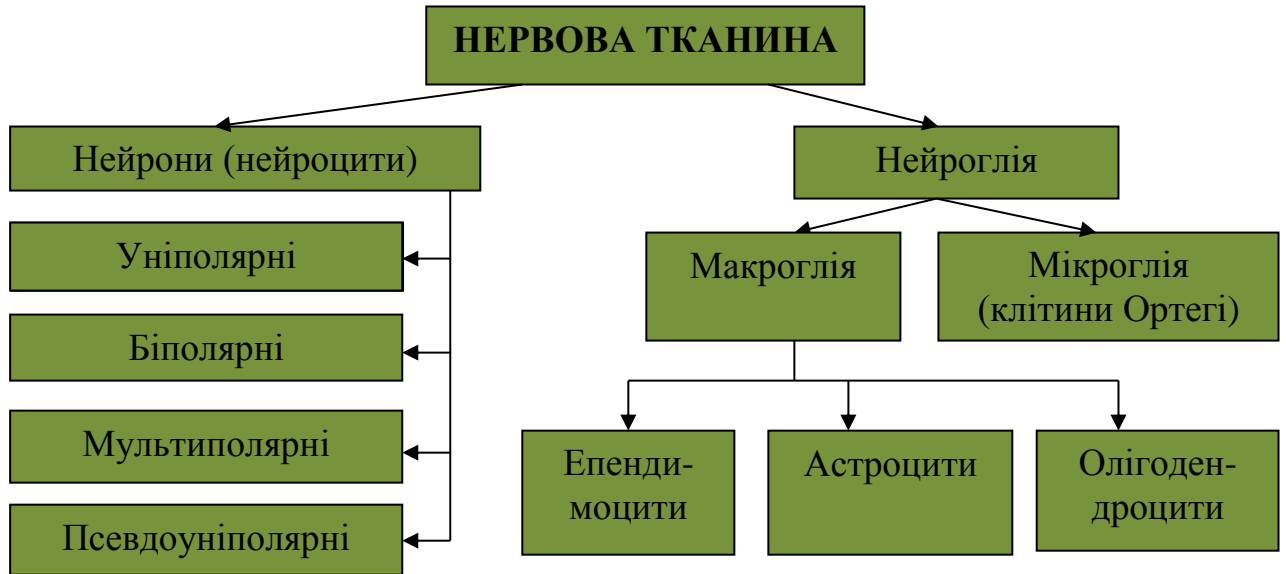 НЕРВОВА ТКАНИНА
Нейрони (нейроцити)
Уніполярні
Біполярні
Мультиполярні
Псевдоуніполярні
Нейроглія
Макроглія
Мікроглія
(клітини Ортегі)
Епенди-
моцити
Астроцити
Олігоден-
дроцити